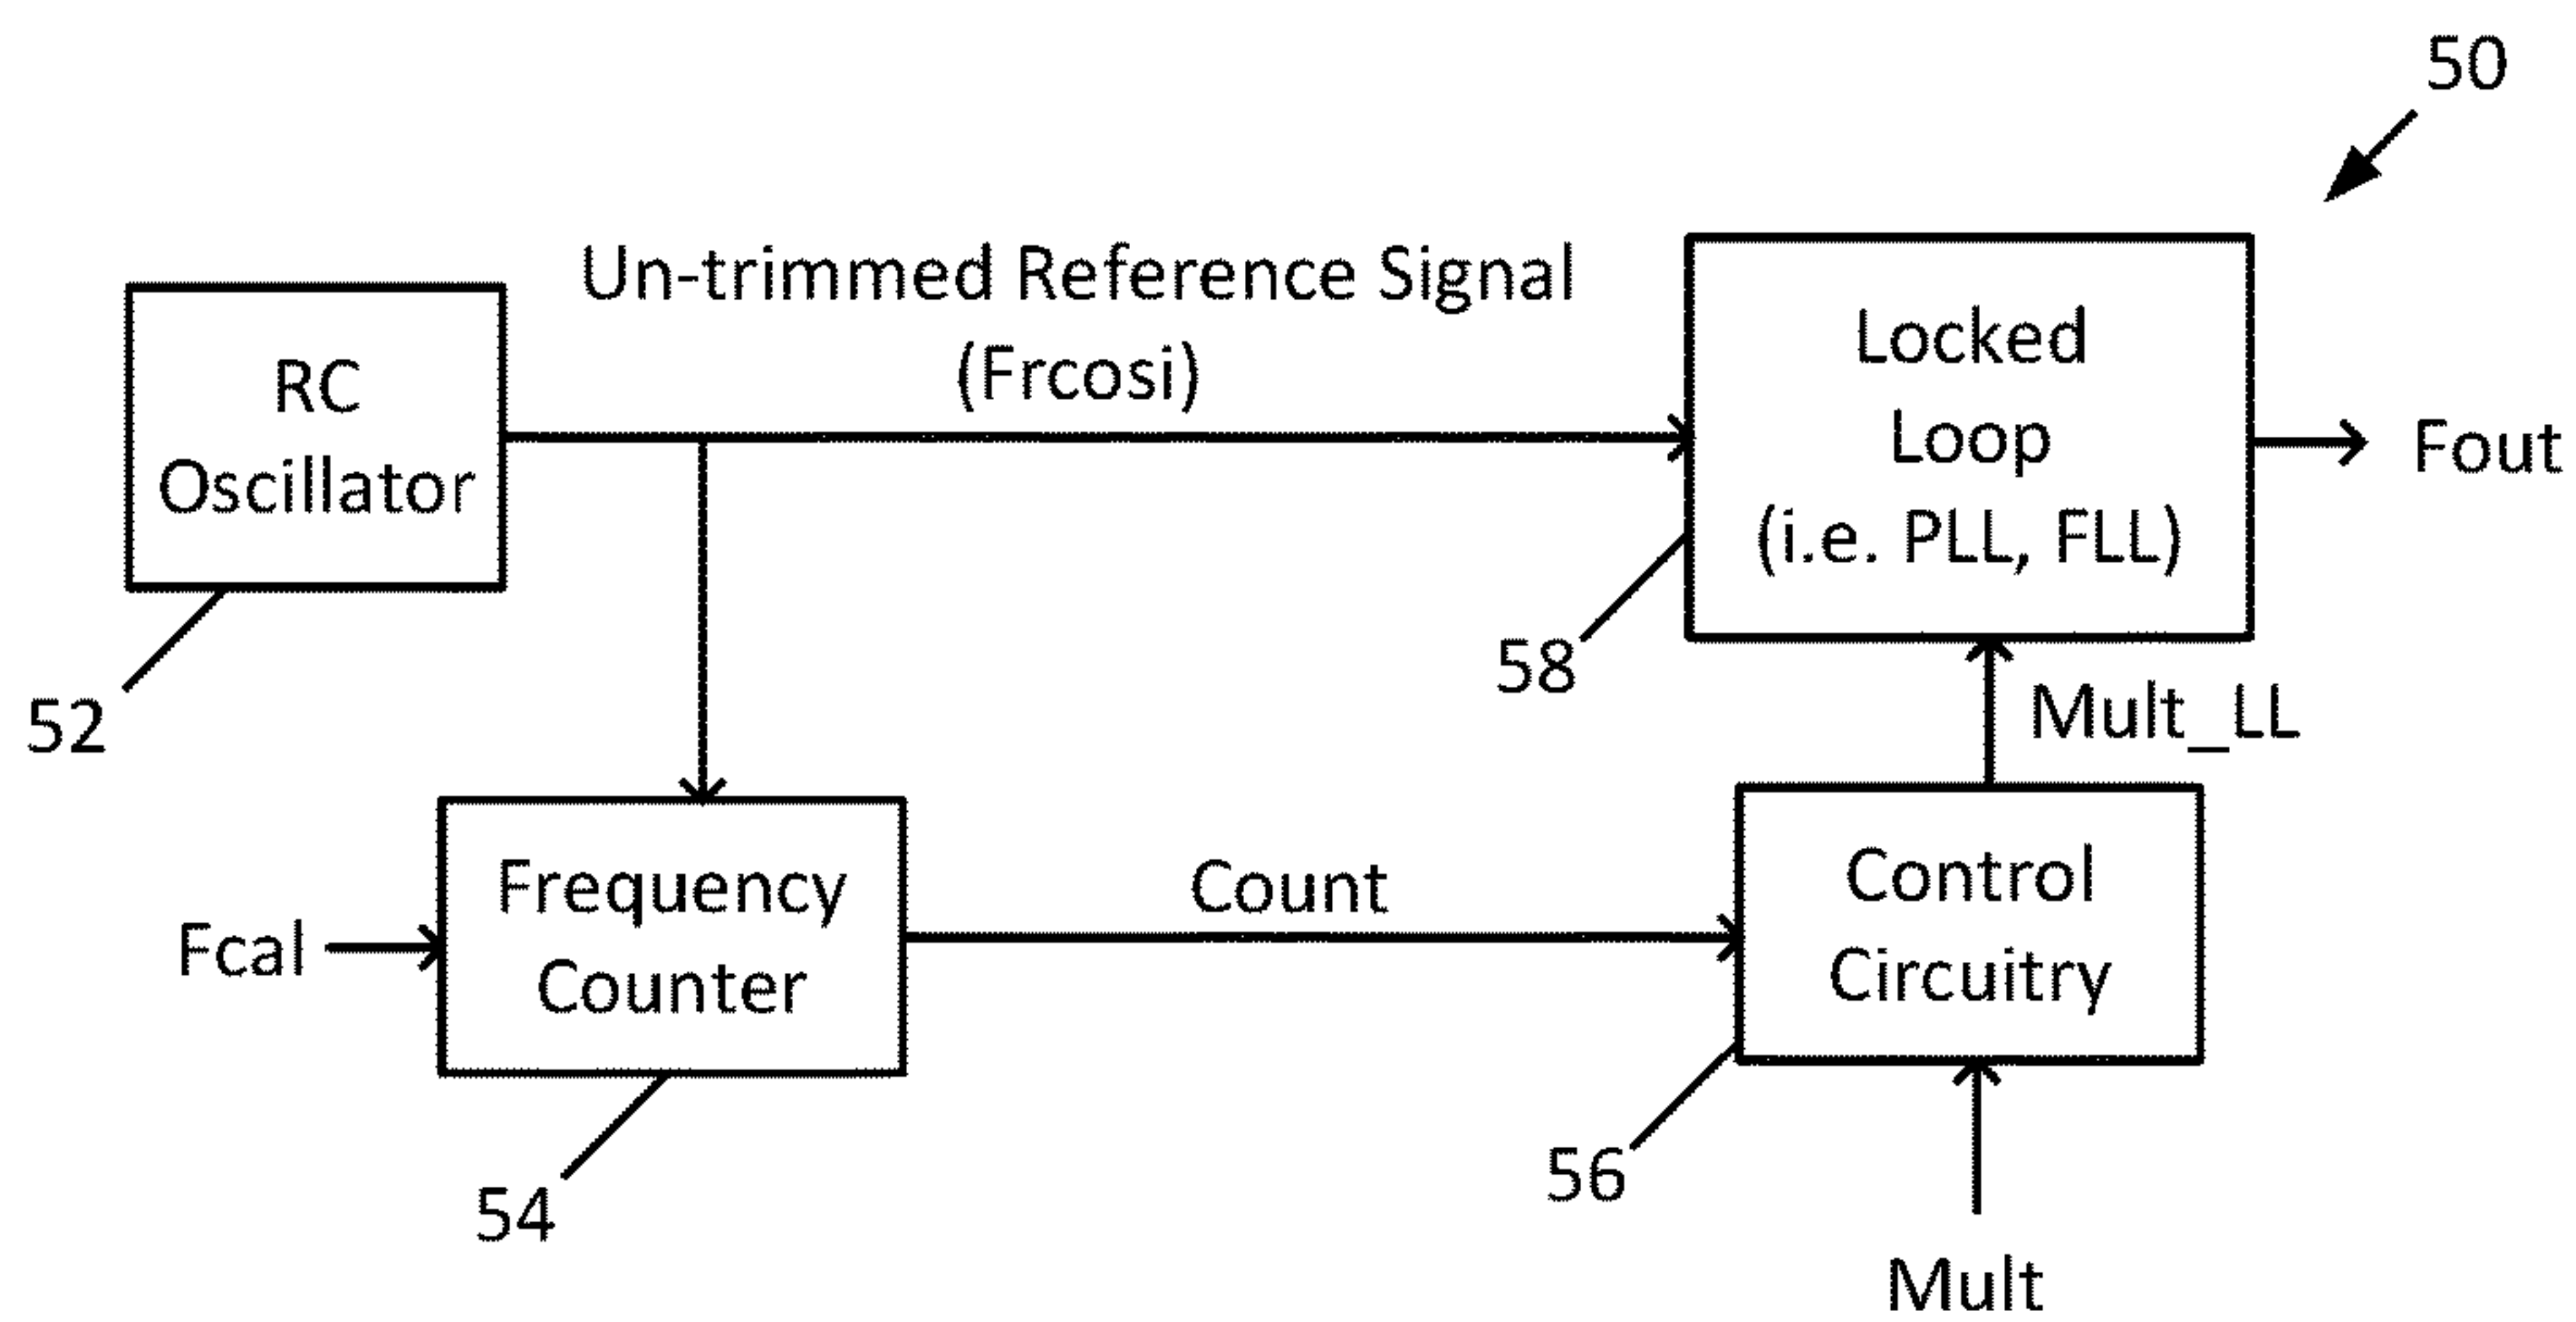 50
Un-trimmed Reference Signal
(Frcosi)
RC
Oscillator
52
Locked
Loop
(i.e. PLL, FLL)
58
Fout
Mult_LL
Fcal
Frequency
Counter
54
Count
Control
Circuitry
56
Mult